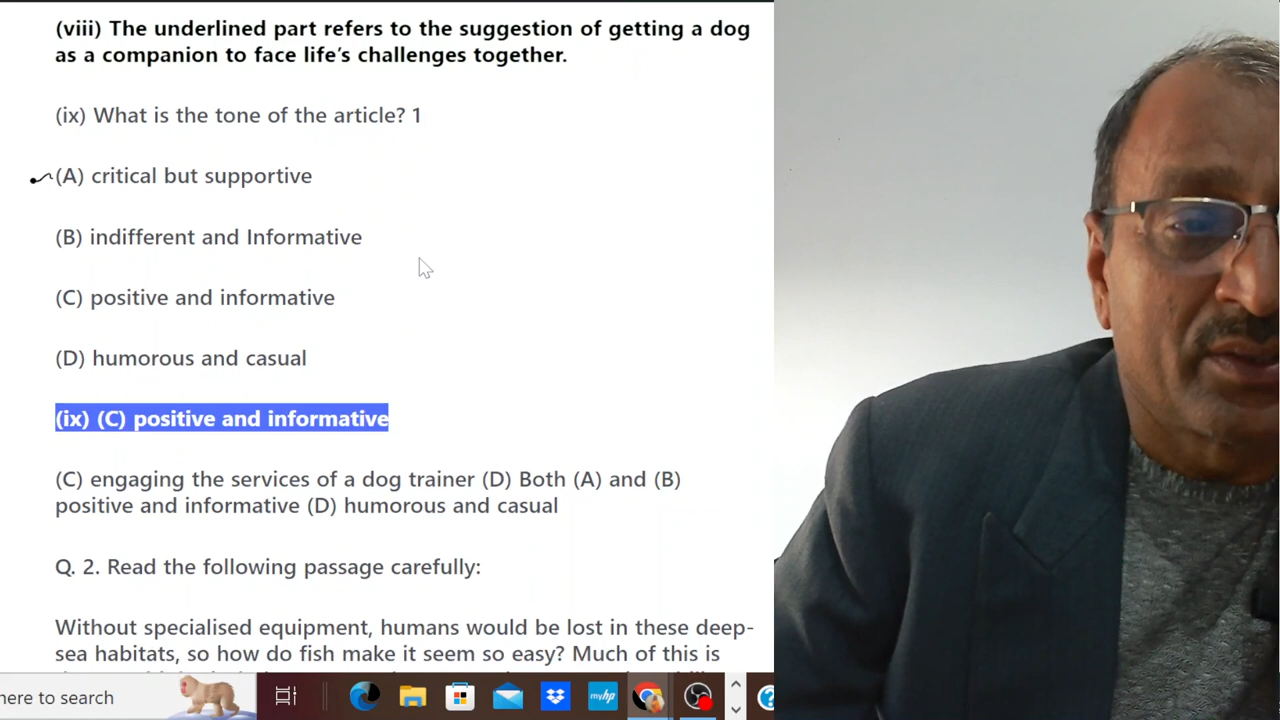 (viii) The underlined part refers to the suggestion of getting a dog
as a companion to face life’s challenges together.
(ix) What is the tone of the article? 1
(A) critical but supportive
(B) indifferent and Informative
(C) positive and informative
(D) humorous and casual
(ix) (C) positive and informative
(C) engaging the services of a dog trainer (D) Both (A) and (B)
positive and informative (D) humorous and casual
Q. 2. Read the following passage carefully:
Without specialised equipment, humans would be lost in these deep-
sea habitats, so how do fish make it seem so easy? Much of this is
here to search
myhp